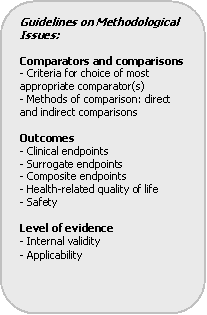 Guidelines on Methodological
Issues:
Comparators and comparisons
- Criteria for choice of most
appropriate comparator(s)
- Methods of comparison: direct
and indirect comparisons
Outcomes
- Clinical endpoints
- Surrogate endpoints
- Composite endpoints
- Health-related quality of life
- Safety
Level of evidence
- Internal validity
- Applicability